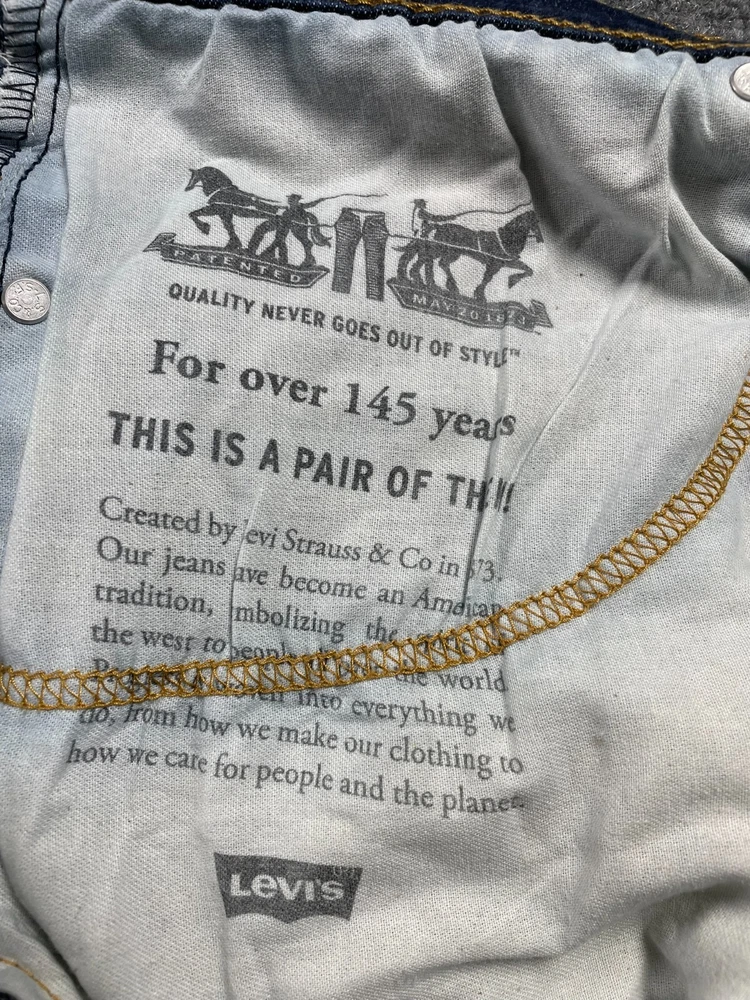 PATENTED
MAY 20 1873
QUALITY NEVER GOES OUT OF STYLE™
For over 145 years
THIS IS A PAIR OF
Created by Levi Strauss & Co in
Our jeans have become an American
tradition, symbolizing the
the west to people the world
into everything we
do, from how we make our clothing to
how we care for people and the planet.
LEVI'S